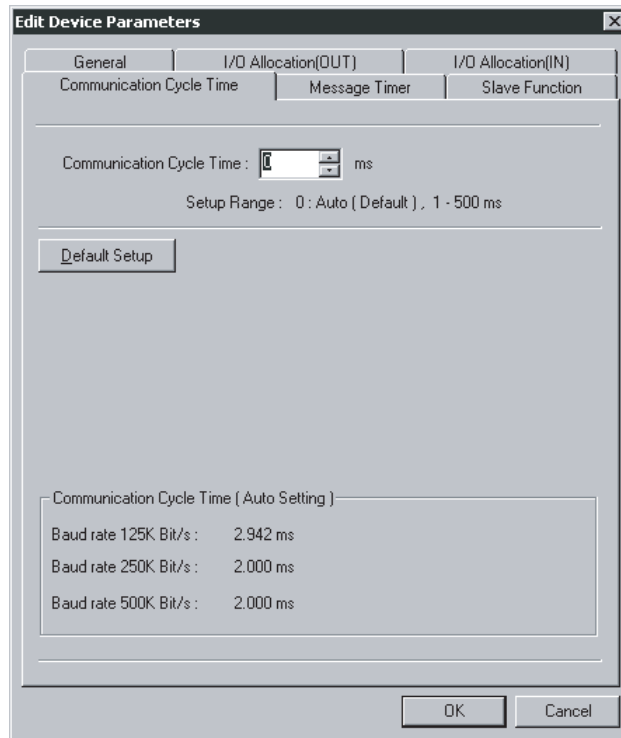 Edit Device Parameters
General I/O Allocation(OUT) I/O Allocation(IN)
Communication Cycle Time Message Timer Slave Function
Communication Cycle Time : 0 ms
Setup Range : 0 : Auto ( Default ) , 1 - 500 ms
Default Setup
Communication Cycle Time ( Auto Setting )
Baud rate 125K Bit/s : 2.942 ms
Baud rate 250K Bit/s : 2.000 ms
Baud rate 500K Bit/s : 2.000 ms
OK Cancel